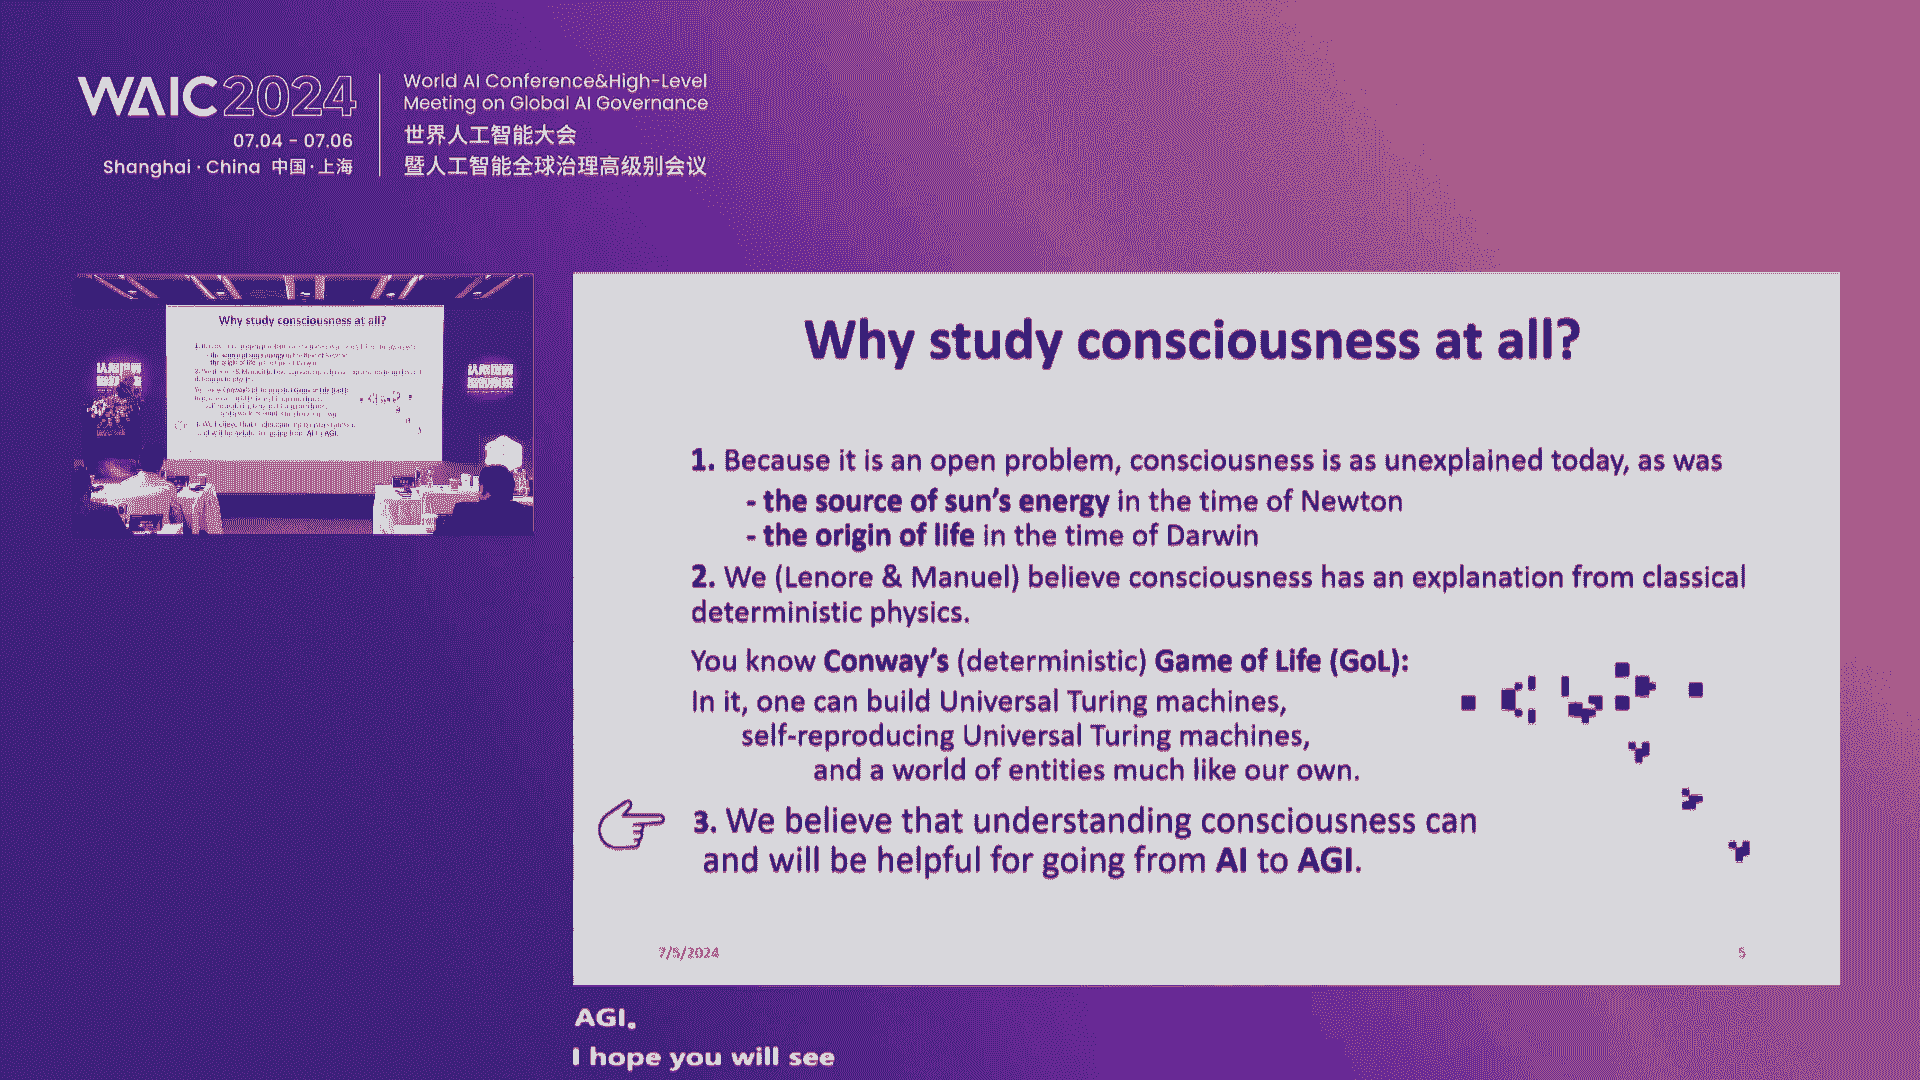 WAIC 2024
07.04 - 07.06
Shanghai · China 中国·上海
World AI Conference&High-Level
Meeting on Global AI Governance
世界人工智能大会
暨人工智能全球治理高级别会议
Why study consciousness at all?
Why study consciousness at all?
1. Because it is an open problem, consciousness is as unexplained today, as was
- the source of sun's energy in the time of Newton
- the origin of life in the time of Darwin
2. We (Lenore & Manuel) believe consciousness has an explanation from classical
deterministic physics.
You know Conway's (deterministic) Game of Life (GoL):
In it, one can build Universal Turing machines,
self-reproducing Universal Turing machines,
and a world of entities much like our own.
3. We believe that understanding consciousness can
and will be helpful for going from AI to AGI.
7/5/2024
5
AGI。
I hope you will see